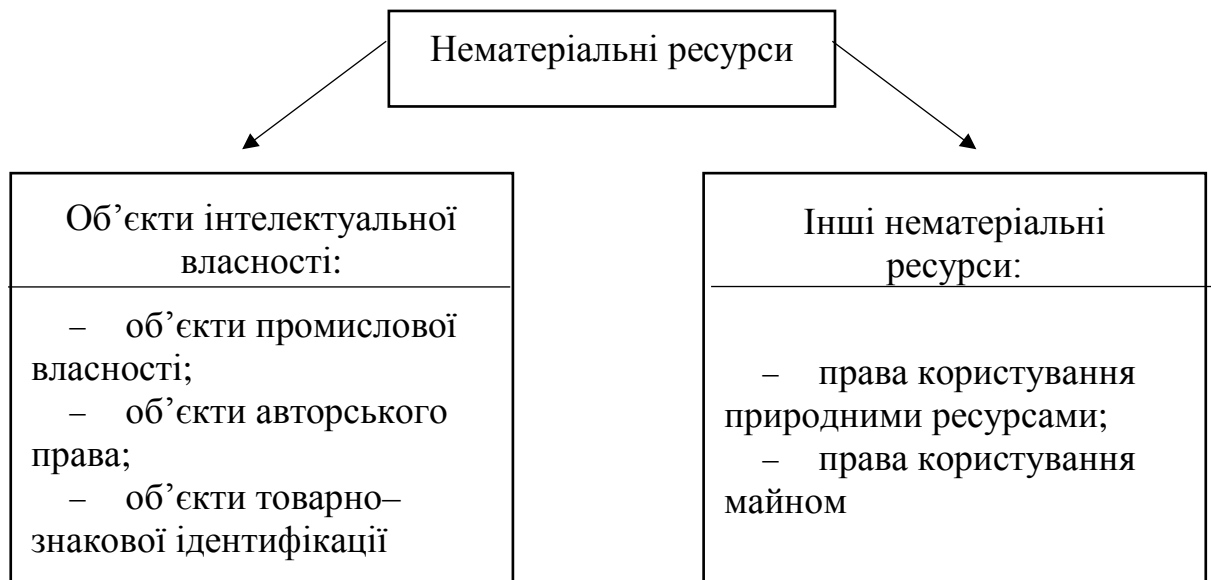 Нематеріальні ресурси
Об’єкти інтелектуальної
власності:
– об’єкти промислової
власності;
– об’єкти авторського
права;
– об’єкти товарно–
знакової ідентифікації
Інші нематеріальні
ресурси:
– права користування
природними ресурсами;
– права користування
майном